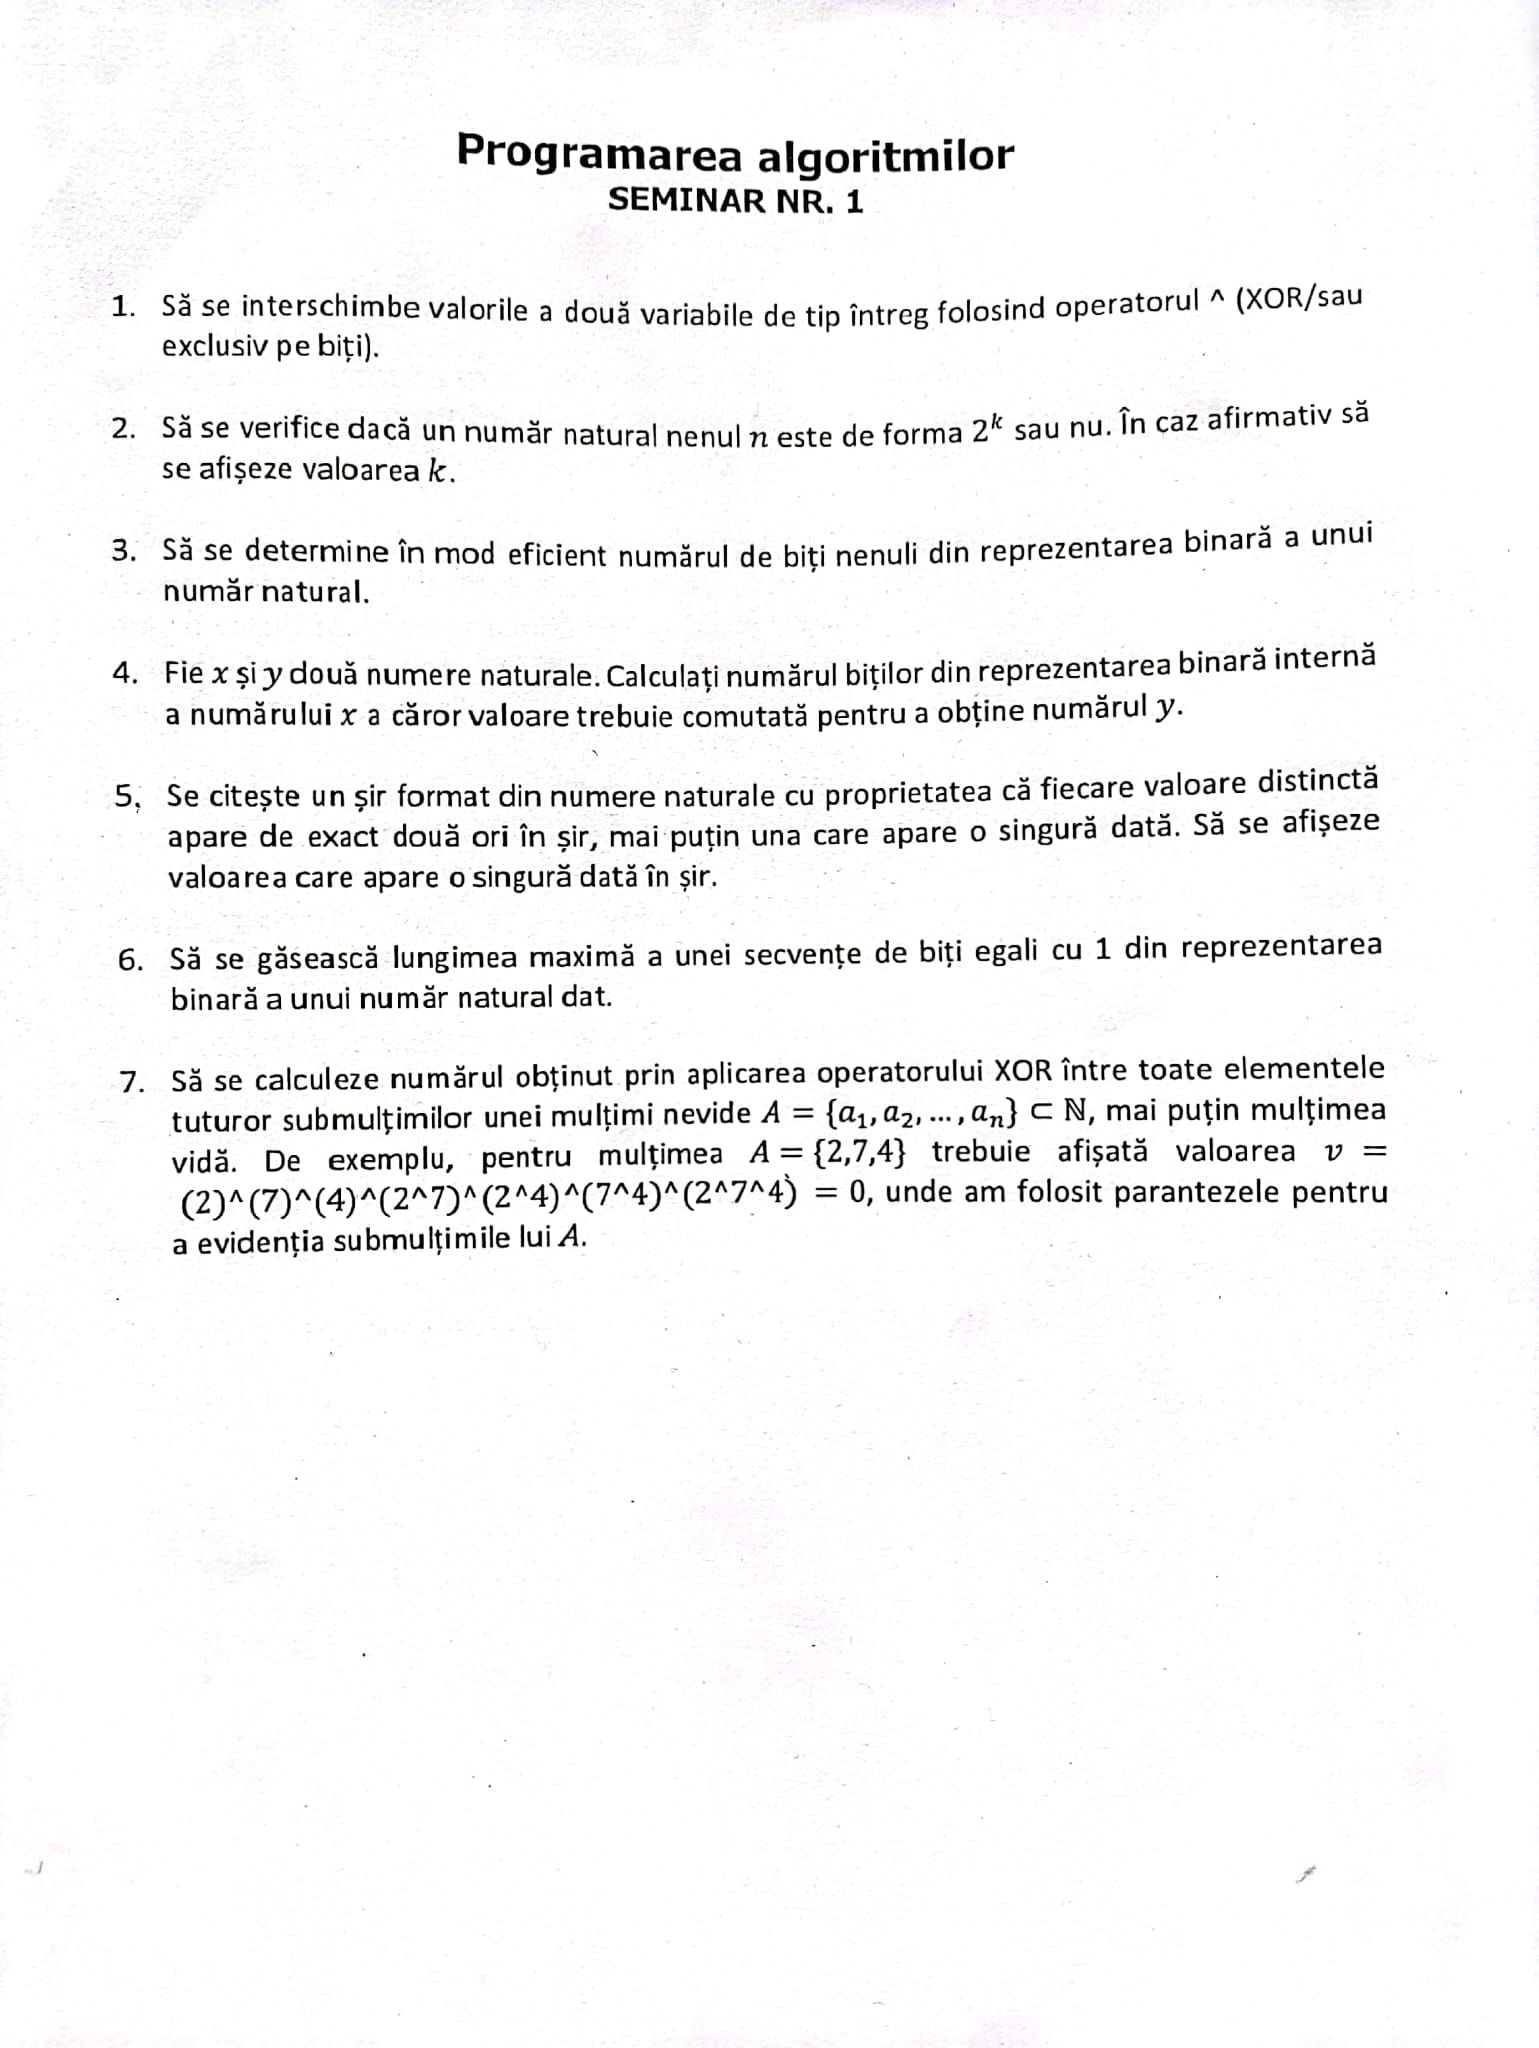 Programarea algoritmilor
SEMINAR NR. 1
1. Să se interschimbe valorile a două variabile de tip întreg folosind operatorul ^ (XOR/sau
exclusiv pe biți).
2. Să se verifice dacă un număr natural nenul n este de forma 2ᵏ sau nu. În caz afirmativ să
se afișeze valoarea k.
3. Să se determine în mod eficient numărul de biți nenuli din reprezentarea binară a unui
număr natural.
4. Fie x și y două numere naturale. Calculați numărul biților din reprezentarea binară internă
a numărului x a căror valoare trebuie comutată pentru a obține numărul y.
5. Se citește un șir format din numere naturale cu proprietatea că fiecare valoare distinctă
apare de exact două ori în șir, mai puțin una care apare o singură dată. Să se afișeze
valoarea care apare o singură dată în șir.
6. Să se găsească lungimea maximă a unei secvențe de biți egali cu 1 din reprezentarea
binară a unui număr natural dat.
7. Să se calculeze numărul obținut prin aplicarea operatorului XOR între toate elementele
tuturor submulțimilor unei mulțimi nevide A = {a₁, a₂, ..., aₙ} ⊂ ℕ, mai puțin mulțimea
vidă. De exemplu, pentru mulțimea A = {2,7,4} trebuie afișată valoarea v =
(2)^(7)^(4)^(2^7)^(2^4)^(7^4)^(2^7^4) = 0, unde am folosit parantezele pentru
a evidenția submulțimile lui A.